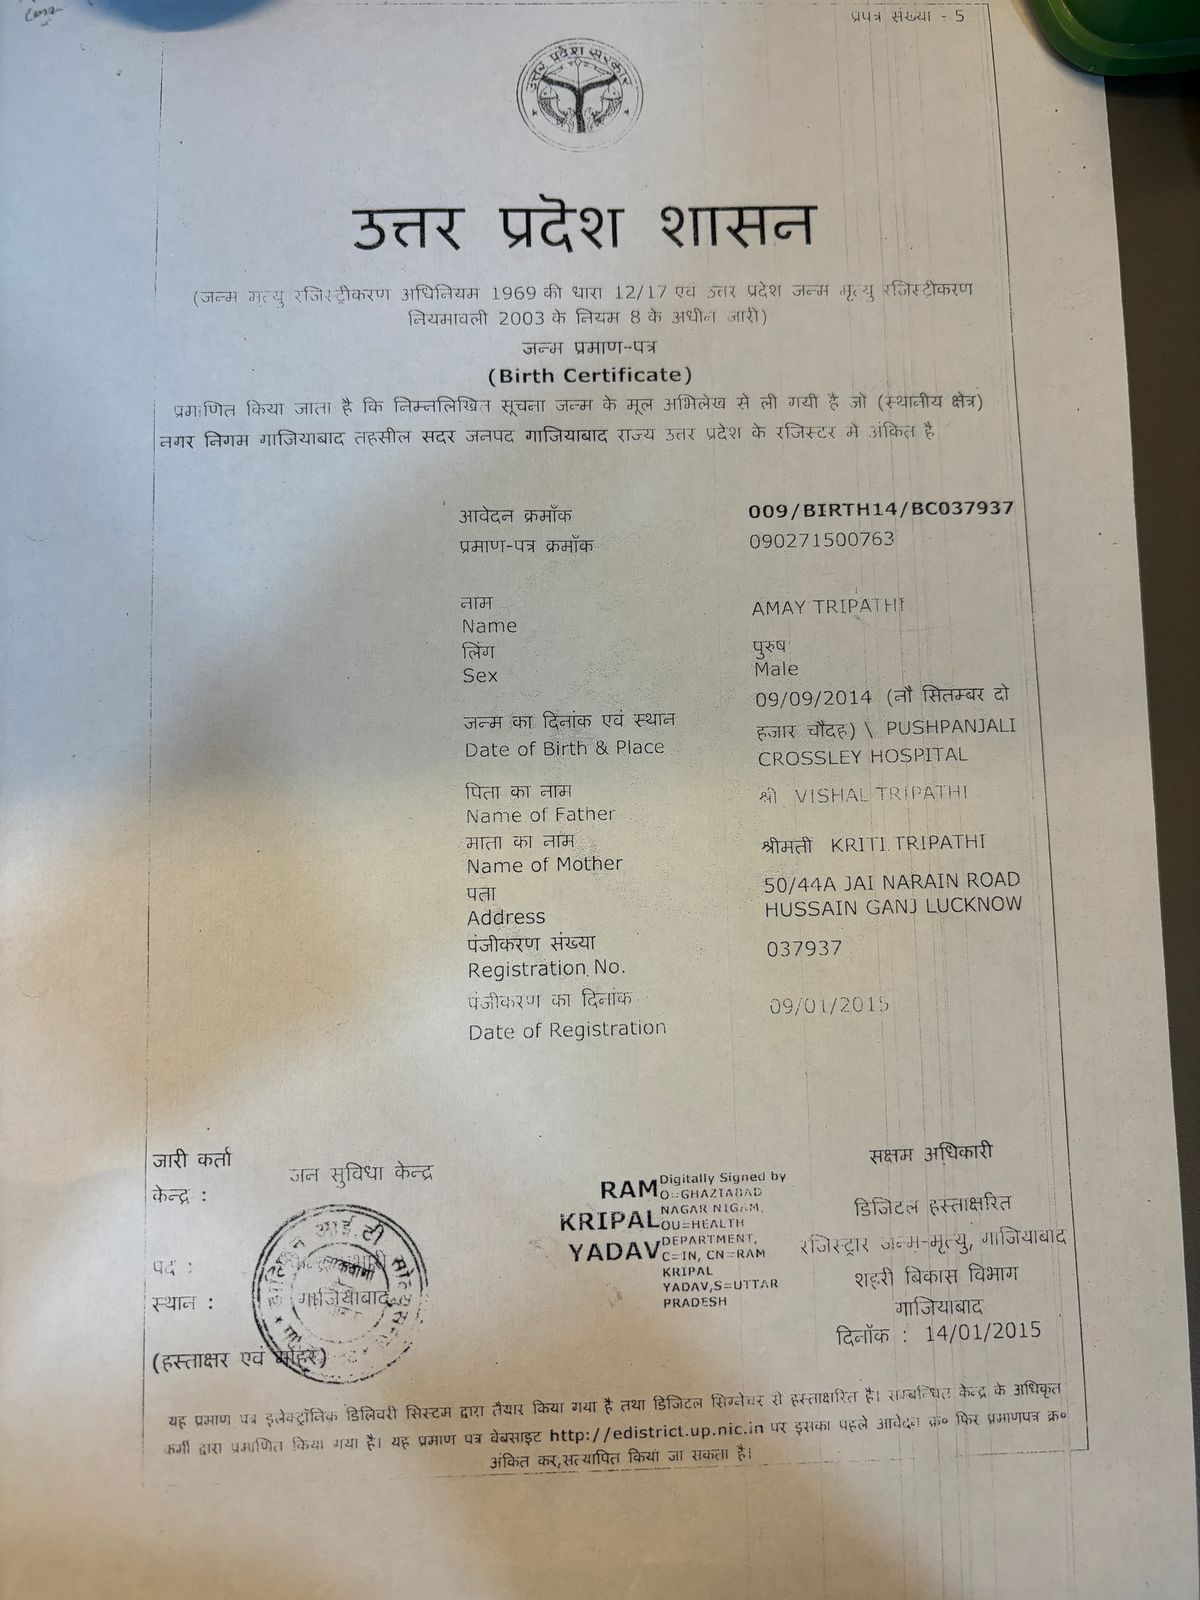 प्रपत्र संख्या - 5
उत्तर प्रदेश सरकार
उत्तर प्रदेश शासन
(जन्म मृत्यु रजिस्ट्रीकरण अधिनियम 1969 की धारा 12/17 एवं उत्तर प्रदेश जन्म मृत्यु रजिस्ट्रीकरण
नियमावली 2003 के नियम 8 के अधीन जारी)
जन्म प्रमाण-पत्र
(Birth Certificate)
प्रमाणित किया जाता है कि निम्नलिखित सूचना जन्म के मूल अभिलेख से ली गयी है जो (स्थानीय क्षेत्र)
नगर निगम गाजियाबाद तहसील सदर जनपद गाजियाबाद राज्य उत्तर प्रदेश के रजिस्टर मे अंकित है
आवेदन क्रमाँक 009/BIRTH14/BC037937
प्रमाण-पत्र क्रमाँक 090271500763
नाम AMAY TRIPATHI
Name
लिंग पुरुष
Sex Male
09/09/2014 (नौ सितम्बर दो
जन्म का दिनांक एवं स्थान हजार चौदह) \ PUSHPANJALI
Date of Birth & Place CROSSLEY HOSPITAL
पिता का नाम श्री VISHAL TRIPATHI
Name of Father
माता का नाम श्रीमती KRITI TRIPATHI
Name of Mother
पता 50/44A JAI NARAIN ROAD
Address HUSSAIN GANJ LUCKNOW
पंजीकरण संख्या 037937
Registration No.
पंजीकरण का दिनांक 09/01/2015
Date of Registration
जारी कर्ता जन सुविधा केन्द्र
केन्द्र :
पद :
स्थान : गाजियाबाद
(हस्ताक्षर एवं मोहर)
RAM
KRIPAL
YADAV
Digitally Signed by
O=GHAZIABAD
NAGAR NIGAM,
OU=HEALTH
DEPARTMENT,
C=IN, CN=RAM
KRIPAL
YADAV,S=UTTAR
PRADESH
सक्षम अधिकारी
डिजिटल हस्ताक्षरित
रजिस्ट्रार जन्म-मृत्यु, गाजियाबाद
शहरी विकास विभाग
गाजियाबाद
दिनाँक : 14/01/2015
यह प्रमाण पत्र इलेक्ट्रॉनिक डिलिवरी सिस्टम द्वारा तैयार किया गया है तथा डिजिटल सिग्नेचर से हस्ताक्षरित है। सम्बन्धित केन्द्र के अधिकृत
कर्मी द्वारा प्रमाणित किया गया है। यह प्रमाण पत्र वेबसाइट http://edistrict.up.nic.in पर इसका पहले आवेदन क्र० फिर प्रमाणपत्र क्र०
अंकित कर,सत्यापित किया जा सकता है।